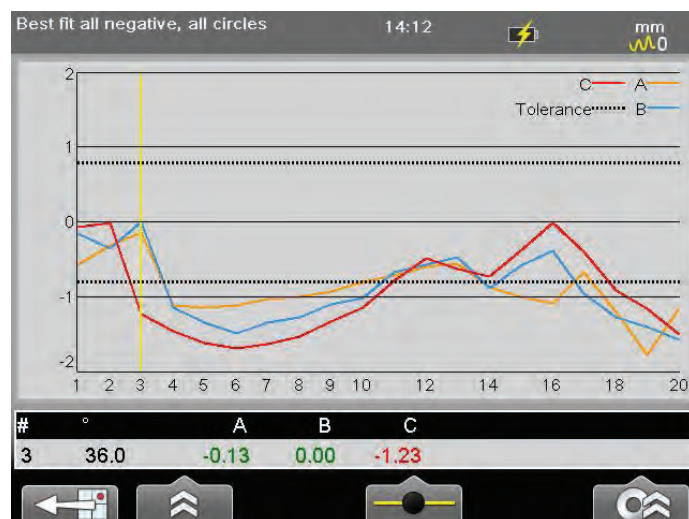 Best fit all negative, all circles 14:12 mm
0
2
C A
Tolerance B
1
0
-1
-2
1 2 3 4 5 6 7 8 9 10 12 14 16 18 20
# ° A B C
3 36.0 -0.13 0.00 -1.23